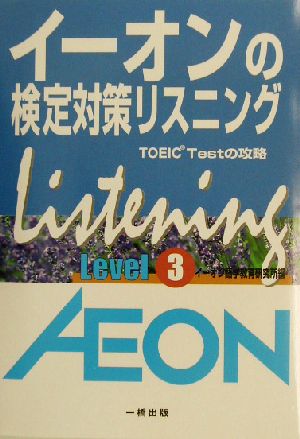 イーオンの
検定対策リスニング
TOEIC® Testの攻略
Listening
Level 3
イーオン語学教育研究所編
AEON
一橋出版